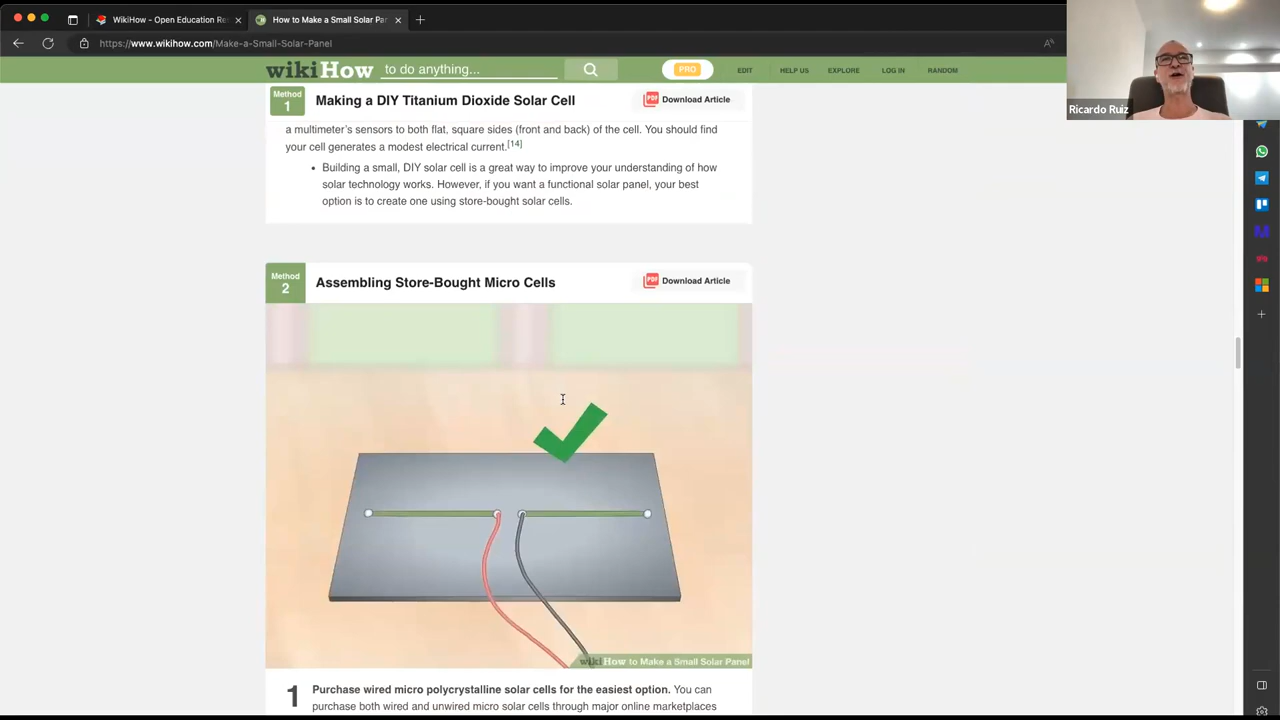 WikiHow - Open Education Re
How to Make a Small Solar Par
https://www.wikihow.com/Make-a-Small-Solar-Panel
wikiHow
to do anything...
PRO
EDIT
HELP US
EXPLORE
LOG IN
RANDOM
Ricardo Ruiz
Method
1
Making a DIY Titanium Dioxide Solar Cell
PDF
Download Article
a multimeter's sensors to both flat, square sides (front and back) of the cell. You should find
your cell generates a modest electrical current.[14]
• Building a small, DIY solar cell is a great way to improve your understanding of how
solar technology works. However, if you want a functional solar panel, your best
option is to create one using store-bought solar cells.
Method
2
Assembling Store-Bought Micro Cells
PDF
Download Article
wikiHow to Make a Small Solar Panel
1 Purchase wired micro polycrystalline solar cells for the easiest option. You can
purchase both wired and unwired micro solar cells through major online marketplaces